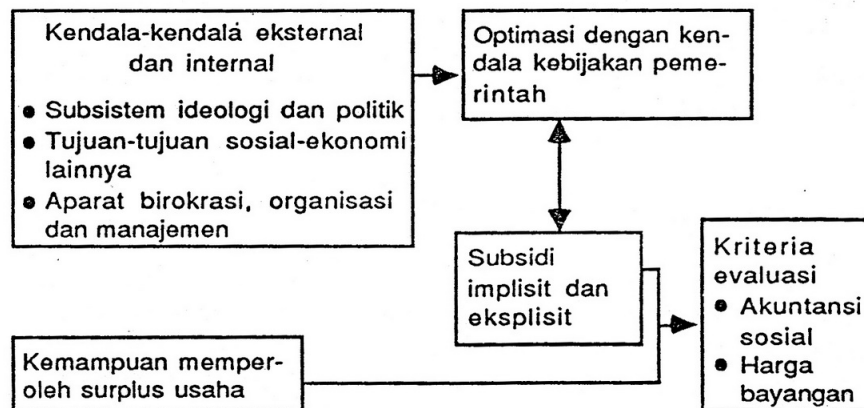 Kendala-kendala eksternal
dan internal
• Subsistem ideologi dan politik
• Tujuan-tujuan sosial-ekonomi
lainnya
• Aparat birokrasi, organisasi
dan manajemen
Optimasi dengan ken-
dala kebijakan peme-
rintah
Subsidi
implisit dan
eksplisit
Kemampuan memper-
oleh surplus usaha
Kriteria
evaluasi
• Akuntansi
sosial
• Harga
bayangan